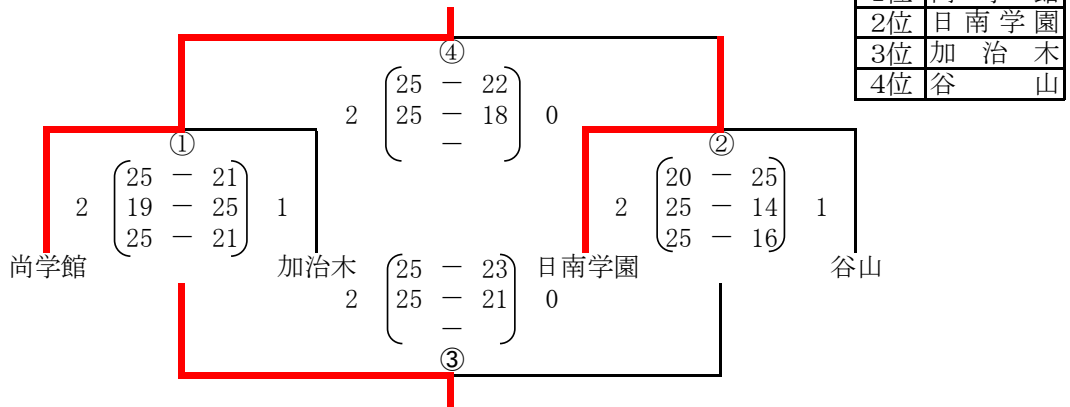 2位 日南学園
3位 加治木
4位 谷山
④
25 － 22
2 25 － 18 0
－
①
25 － 21
2 19 － 25 1
25 － 21
②
20 － 25
2 25 － 14 1
25 － 16
尚学館 加治木 日南学園 谷山
25 － 23
2 25 － 21 0
－
③